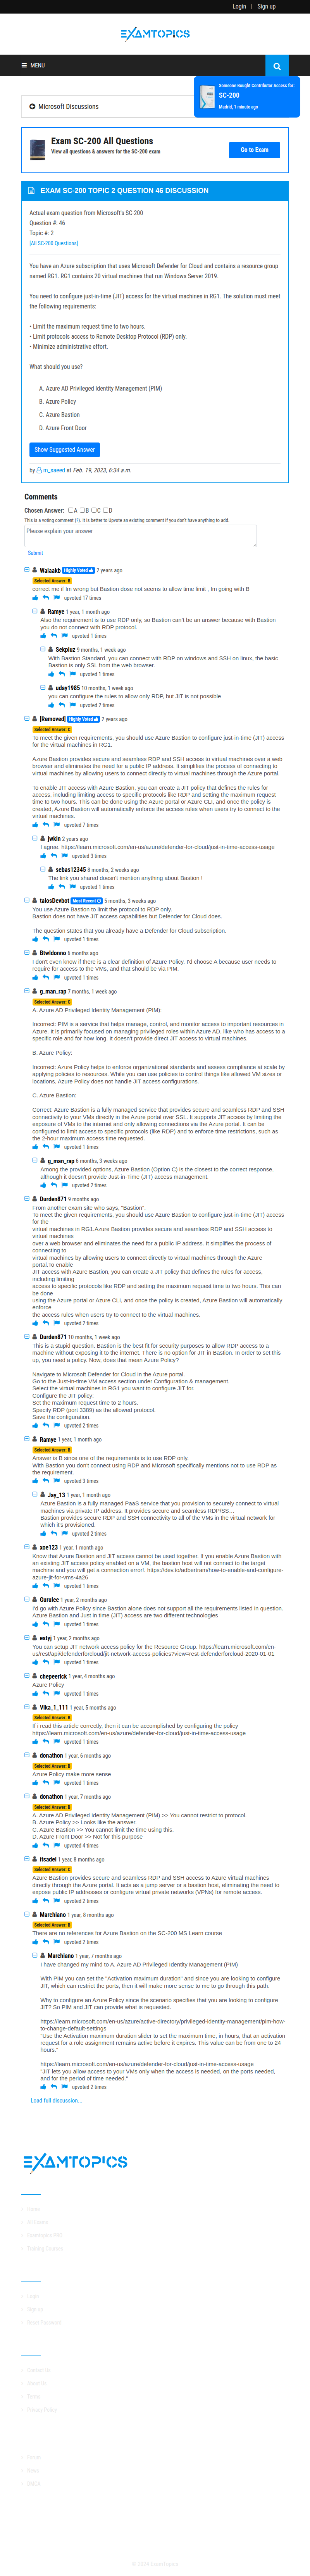 Login | Sign up
EXAMTOPICS
MENU
Someone Bought Contributor Access for:
SC-200
Madrid, 1 minute ago
Microsoft Discussions
Exam SC-200 All Questions
View all questions & answers for the SC-200 exam
Go to Exam
EXAM SC-200 TOPIC 2 QUESTION 46 DISCUSSION
Actual exam question from Microsoft's SC-200
Question #: 46
Topic #: 2
[All SC-200 Questions]
You have an Azure subscription that uses Microsoft Defender for Cloud and contains a resource group
named RG1. RG1 contains 20 virtual machines that run Windows Server 2019.
You need to configure just-in-time (JIT) access for the virtual machines in RG1. The solution must meet
the following requirements:
• Limit the maximum request time to two hours.
• Limit protocols access to Remote Desktop Protocol (RDP) only.
• Minimize administrative effort.
What should you use?
A. Azure AD Privileged Identity Management (PIM)
B. Azure Policy
C. Azure Bastion
D. Azure Front Door
Show Suggested Answer
by m_saeed at Feb. 19, 2023, 6:34 a.m.
Comments
Chosen Answer: A B C D
This is a voting comment (?). It is better to Upvote an existing comment if you don't have anything to add.
Please explain your answer
Submit
Walaakb Highly Voted 2 years ago
Selected Answer: B
correct me if Im wrong but Bastion dose not seems to allow time limit , Im going with B
upvoted 17 times
Ramye 1 year, 1 month ago
Also the requirement is to use RDP only, so Bastion can't be an answer because with Bastion
you do not connect with RDP protocol.
upvoted 1 times
Sekpluz 9 months, 1 week ago
With Bastion Standard, you can connect with RDP on windows and SSH on linux, the basic
Bastion is only SSL from the web browser.
upvoted 1 times
uday1985 10 months, 1 week ago
you can configure the rules to allow only RDP, but JIT is not possible
upvoted 2 times
[Removed] Highly Voted 2 years ago
Selected Answer: C
To meet the given requirements, you should use Azure Bastion to configure just-in-time (JIT) access
for the virtual machines in RG1.
Azure Bastion provides secure and seamless RDP and SSH access to virtual machines over a web
browser and eliminates the need for a public IP address. It simplifies the process of connecting to
virtual machines by allowing users to connect directly to virtual machines through the Azure portal.
To enable JIT access with Azure Bastion, you can create a JIT policy that defines the rules for
access, including limiting access to specific protocols like RDP and setting the maximum request
time to two hours. This can be done using the Azure portal or Azure CLI, and once the policy is
created, Azure Bastion will automatically enforce the access rules when users try to connect to the
virtual machines.
upvoted 7 times
jwkin 2 years ago
I agree. https://learn.microsoft.com/en-us/azure/defender-for-cloud/just-in-time-access-usage
upvoted 3 times
sebas12345 8 months, 2 weeks ago
The link you shared doesn't mention anything about Bastion !
upvoted 1 times
talosDevbot Most Recent 5 months, 3 weeks ago
You use Azure Bastion to limit the protocol to RDP only.
Bastion does not have JIT access capabilities but Defender for Cloud does.
The question states that you already have a Defender for Cloud subscription.
upvoted 1 times
Btwldonno 6 months ago
I don't even know if there is a clear definition of Azure Policy. I'd choose A because user need to
require for access to the VMs, and that should be via PIM.
upvoted 1 times
g_man_rap 7 months, 1 week ago
Selected Answer: C
A. Azure AD Privileged Identity Management (PIM):
Incorrect: PIM is a service that helps manage, control, and monitor access to important resources in
Azure. It is primarily focused on managing privileged roles within Azure AD, like who has access to a
specific role and for how long. It doesn't provide direct JIT access to virtual machines.
B. Azure Policy:
Incorrect: Azure Policy helps to enforce organizational standards and assess compliance at scale by
applying policies to resources. While you can use policies to control things like allowed VM sizes or
locations, Azure Policy does not handle JIT access configurations.
C. Azure Bastion:
Correct: Azure Bastion is a fully managed service that provides secure and seamless RDP and SSH
connectivity to your VMs directly in the Azure portal over SSL. It supports JIT access by limiting the
exposure of your VMs and does not require a public IP on the VMs. Additionally, it can be
configured to limit access to specific protocols (like RDP) and to enforce time restrictions, such as
the 2-hour maximum access time requested.
upvoted 1 times
g_man_rap 6 months, 3 weeks ago
Among the provided options, Azure Bastion (Option C) is the closest to the correct response,
although it doesn't provide Just-in-Time (JIT) access management.
upvoted 2 times
Durden871 9 months ago
From another exam site who says, "Bastion".
To meet the given requirements, you should use Azure Bastion to configure just-in-time (JIT) access
for the
virtual machines in RG1.Azure Bastion provides secure and seamless RDP and SSH access to
virtual machines
over a web browser and eliminates the need for a public IP address. It simplifies the process of
connecting to
virtual machines by allowing users to connect directly to virtual machines through the Azure
portal.To enable
JIT access with Azure Bastion, you can create a JIT policy that defines the rules for access,
including limiting
access to specific protocols like RDP and setting the maximum request time to two hours. This can
be done
using the Azure portal or Azure CLI, and once the policy is created, Azure Bastion will automatically
enforce
the access rules when users try to connect to the virtual machines.
upvoted 2 times
Durden871 10 months, 1 week ago
This is a stupid question. Bastion is the best fit for security purposes to allow RDP access to a
machine without exposing it to the internet. There is no option for JIT in Bastion. In order to set this
up, you need a policy. Now, does that mean Azure Policy?
Navigate to Microsoft Defender for Cloud in the Azure portal.
Go to the Just-in-time VM access section under Configuration & management.
Select the virtual machines in RG1 you want to configure JIT for.
Configure the JIT policy:
Set the maximum request time to 2 hours.
Specify RDP (port 3389) as the allowed protocol.
Save the configuration.
upvoted 2 times
Ramye 1 year, 1 month ago
Selected Answer: B
Answer is B since one of the requirements is to use RDP only.
With Bastion you don't connect using RDP and Microsoft specifically mentions not to use RDP as
the requirement.
upvoted 3 times
Jay_13 1 year, 1 month ago
Azure Bastion is a fully managed PaaS service that you provision to securely connect to virtual
machines via private IP address. It provides secure and seamless RDP/SS...
Bastion provides secure RDP and SSH connectivity to all of the VMs in the virtual network for
which it's provisioned.
upvoted 2 times
xoe123 1 year, 1 month ago
Know that Azure Bastion and JIT access cannot be used together. If you enable Azure Bastion with
an existing JIT access policy enabled on a VM, the bastion host will not connect to the target
machine and you will get a connection error!. https://dev.to/adbertram/how-to-enable-and-configure-
azure-jit-for-vms-4a26
upvoted 1 times
Gurulee 1 year, 2 months ago
I'd go with Azure Policy since Bastion alone does not support all the requirements listed in question.
Azure Bastion and Just in time (JIT) access are two different technologies
upvoted 1 times
estyj 1 year, 2 months ago
You can setup JIT network access policy for the Resource Group. https://learn.microsoft.com/en-
us/rest/api/defenderforcloud/jit-network-access-policies?view=rest-defenderforcloud-2020-01-01
upvoted 1 times
chepeerick 1 year, 4 months ago
Azure Policy
upvoted 1 times
Vika_1_111 1 year, 5 months ago
Selected Answer: B
If i read this article correctly, then it can be accomplished by configuring the policy
https://learn.microsoft.com/en-us/azure/defender-for-cloud/just-in-time-access-usage
upvoted 1 times
donathon 1 year, 6 months ago
Selected Answer: B
Azure Policy make more sense
upvoted 1 times
donathon 1 year, 7 months ago
Selected Answer: B
A. Azure AD Privileged Identity Management (PIM) >> You cannot restrict to protocol.
B. Azure Policy >> Looks like the answer.
C. Azure Bastion >> You cannot limit the time using this.
D. Azure Front Door >> Not for this purpose
upvoted 4 times
itsadel 1 year, 8 months ago
Selected Answer: C
Azure Bastion provides secure and seamless RDP and SSH access to Azure virtual machines
directly through the Azure portal. It acts as a jump server or a bastion host, eliminating the need to
expose public IP addresses or configure virtual private networks (VPNs) for remote access.
upvoted 2 times
Marchiano 1 year, 8 months ago
Selected Answer: B
There are no references for Azure Bastion on the SC-200 MS Learn course
upvoted 2 times
Marchiano 1 year, 7 months ago
I have changed my mind to A. Azure AD Privileged Identity Management (PIM)
With PIM you can set the "Activation maximum duration" and since you are looking to configure
JIT, which can restrict the ports, then it will make more sense to me to go through this path.
Why to configure an Azure Policy since the scenario specifies that you are looking to configure
JIT? So PIM and JIT can provide what is requested.
https://learn.microsoft.com/en-us/azure/active-directory/privileged-identity-management/pim-how-
to-change-default-settings
"Use the Activation maximum duration slider to set the maximum time, in hours, that an activation
request for a role assignment remains active before it expires. This value can be from one to 24
hours."
https://learn.microsoft.com/en-us/azure/defender-for-cloud/just-in-time-access-usage
"JIT lets you allow access to your VMs only when the access is needed, on the ports needed,
and for the period of time needed."
upvoted 2 times
Load full discussion...
EXAMTOPICS